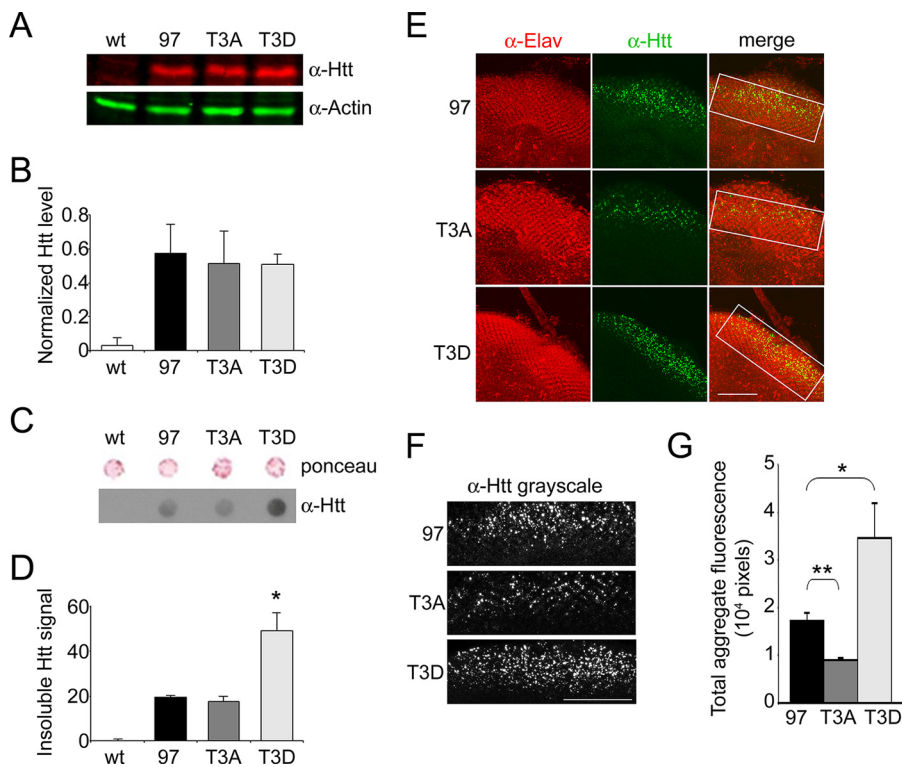 A
wt 97 T3A T3D
α-Htt
α-Actin
B
Normalized Htt level
0.8
0.6
0.4
0.2
0
wt 97 T3A T3D
C
wt 97 T3A T3D
ponceau
α-Htt
D
Insoluble Htt signal
60
40
20
0
*
wt 97 T3A T3D
E
α-Elav α-Htt merge
97
T3A
T3D
F
α-Htt grayscale
97
T3A
T3D
G
Total aggregate fluorescence
(10⁴ pixels)
5
4
3
2
1
0
*
**
97 T3A T3D